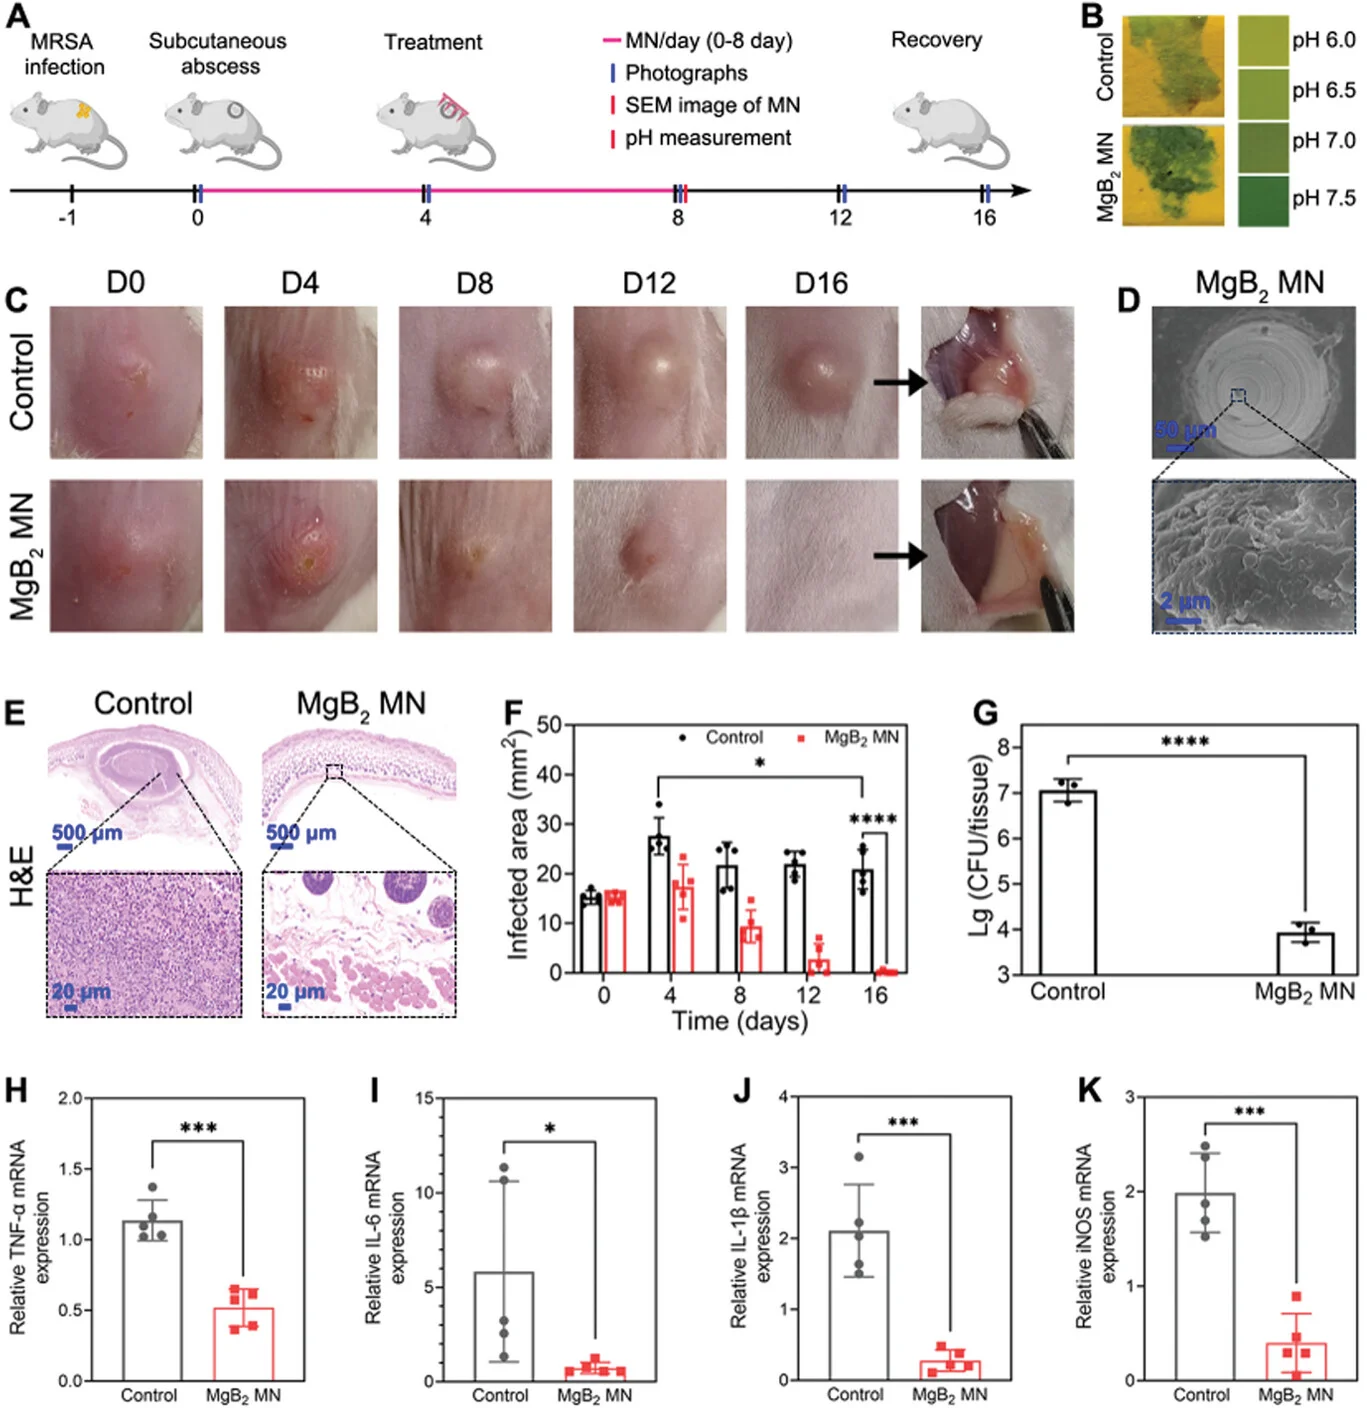 A
MRSA
infection
Subcutaneous
abscess
Treatment
MN/day (0-8 day)
Photographs
SEM image of MN
pH measurement
Recovery
-1
0
4
8
12
16
B
Control
MgB2 MN
pH 6.0
pH 6.5
pH 7.0
pH 7.5
C
D0
D4
D8
D12
D16
Control
MgB2 MN
D
MgB2 MN
50 μm
2 μm
E
Control
MgB2 MN
H&E
500 μm
500 μm
20 μm
20 μm
F
Infected area (mm²)
50
40
30
20
10
0
Control
MgB2 MN
*
****
0
4
8
12
16
Time (days)
G
Lg (CFU/tissue)
8
7
6
5
4
3
****
Control
MgB2 MN
H
Relative TNF-α mRNA
expression
2.0
1.5
1.0
0.5
0.0
***
Control
MgB2 MN
I
Relative IL-6 mRNA
expression
15
10
5
0
*
Control
MgB2 MN
J
Relative IL-1β mRNA
expression
4
3
2
1
0
***
Control
MgB2 MN
K
Relative iNOS mRNA
expression
3
2
1
0
***
Control
MgB2 MN